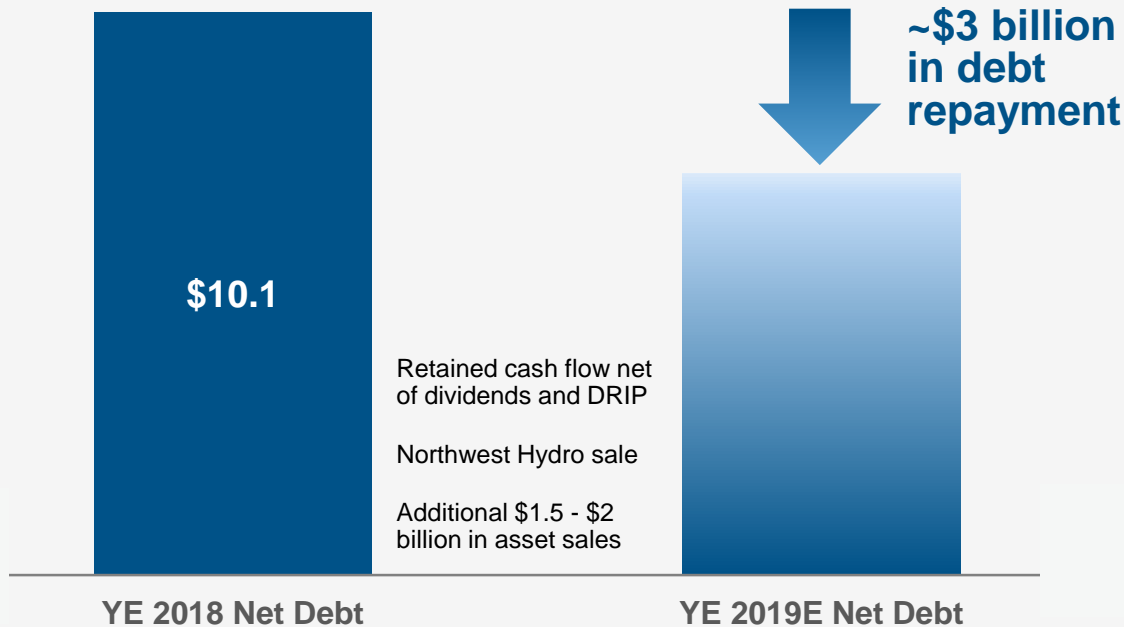 ~$3 billion
in debt
repayment
$10.1
Retained cash flow net
of dividends and DRIP
Northwest Hydro sale
Additional $1.5 - $2
billion in asset sales
YE 2018 Net Debt
YE 2019E Net Debt